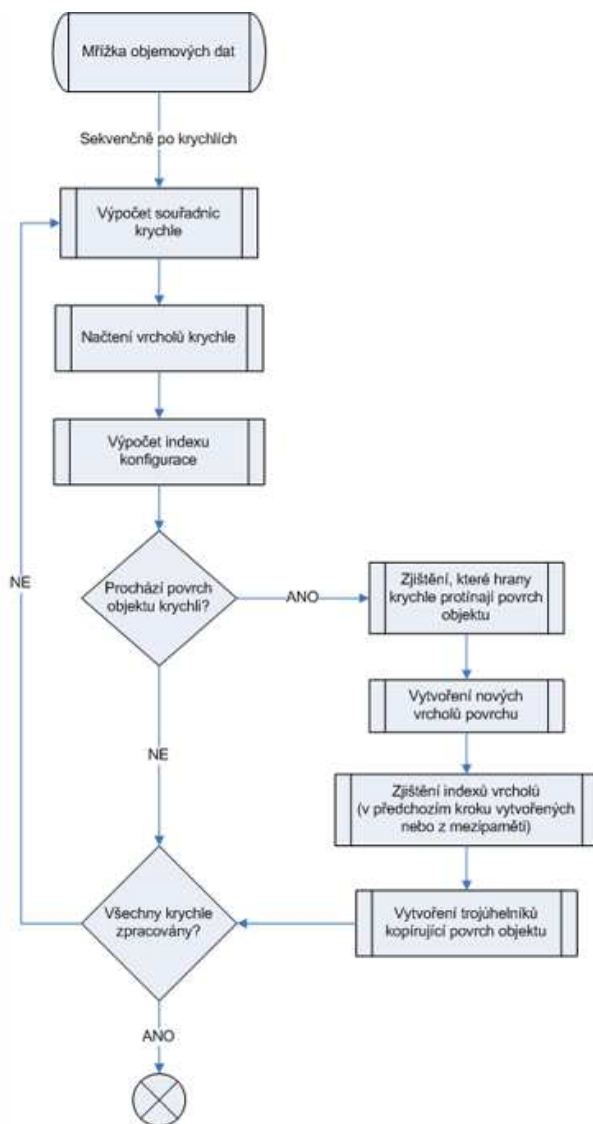 Mřížka objemových dat
Sekvenčně po krychlích
Výpočet souřadnic
krychle
Načtení vrcholů krychle
Výpočet indexu
konfigurace
Prochází povrch
objektu krychlí?
ANO
Zjištění, které hrany
krychle protínají povrch
objektu
Vytvoření nových
vrcholů povrchu
Zjištění indexů vrcholů
(v předchozím kroku vytvořených
nebo z mezipaměti)
Vytvoření trojúhelníků
kopírující povrch objektu
NE
NE
Všechny krychle
zpracovány?
ANO